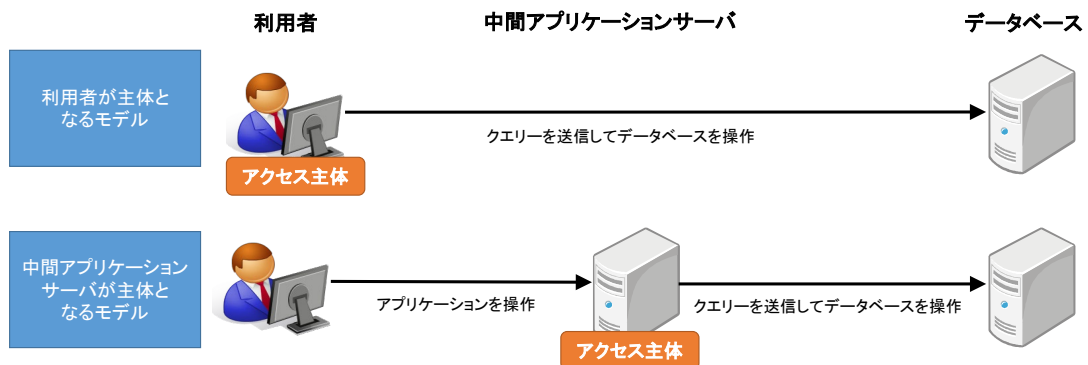 利用者
中間アプリケーションサーバ
データベース
利用者が主体と
なるモデル
クエリーを送信してデータベースを操作
アクセス主体
中間アプリケーション
サーバが主体と
なるモデル
アプリケーションを操作
クエリーを送信してデータベースを操作
アクセス主体